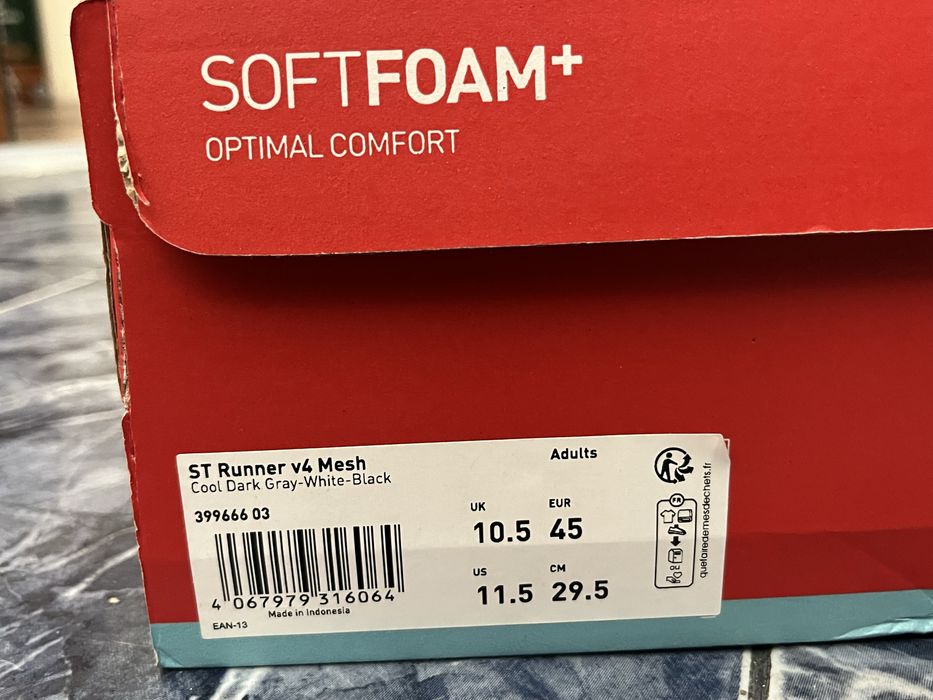 SOFTFOAM+
OPTIMAL COMFORT
ST Runner v4 Mesh
Cool Dark Gray-White-Black
399666 03
4 067979 316064
Made in Indonesia
EAN-13
Adults
UK EUR
10.5 45
US CM
11.5 29.5
FR
quefairedemesdechets.fr